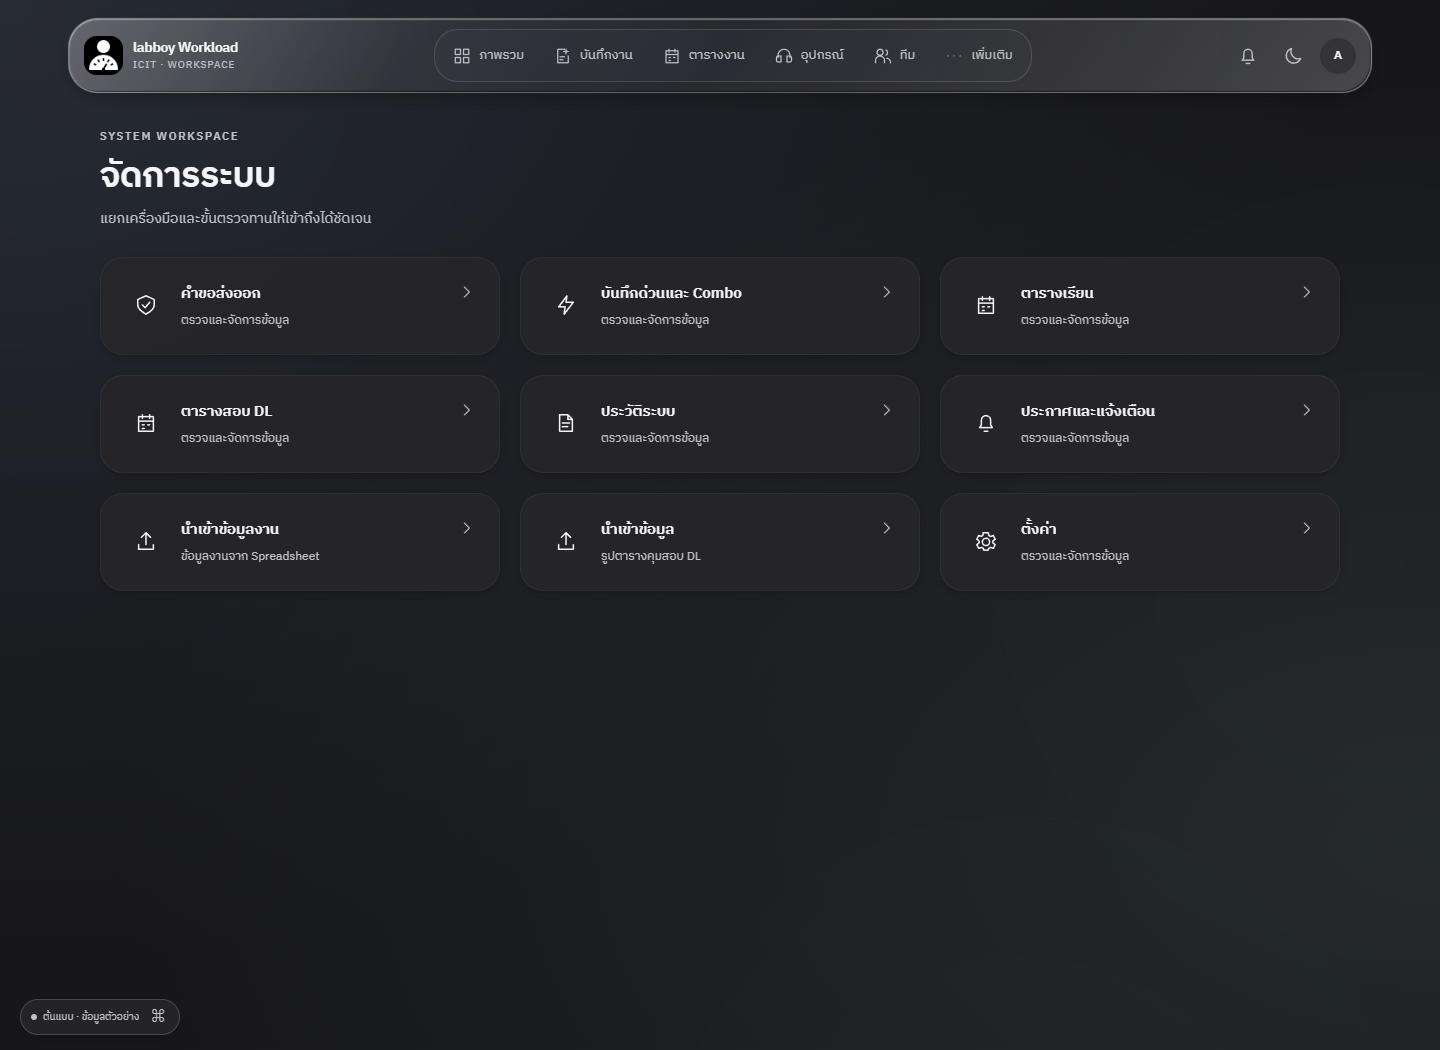 labboy Workload
ICIT · WORKSPACE
ภาพรวม
บันทึกงาน
ตารางงาน
อุปกรณ์
ทีม
เพิ่มเติม
A
SYSTEM WORKSPACE
จัดการระบบ
แยกเครื่องมือและขั้นตรวจทานให้เข้าถึงได้ชัดเจน
คำขอส่งออก
ตรวจและจัดการข้อมูล
บันทึกด่วนและ Combo
ตรวจและจัดการข้อมูล
ตารางเรียน
ตรวจและจัดการข้อมูล
ตารางสอบ DL
ตรวจและจัดการข้อมูล
ประวัติระบบ
ตรวจและจัดการข้อมูล
ประกาศและแจ้งเตือน
ตรวจและจัดการข้อมูล
นำเข้าข้อมูลงาน
ข้อมูลงานจาก Spreadsheet
นำเข้าข้อมูล
รูปตารางคุมสอบ DL
ตั้งค่า
ตรวจและจัดการข้อมูล
ต้นแบบ · ข้อมูลตัวอย่าง ⌘